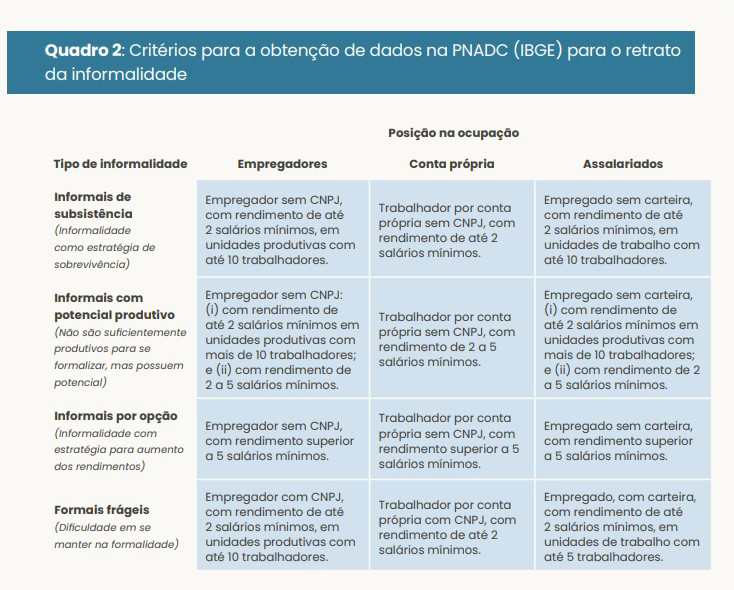 Quadro 2: Critérios para a obtenção de dados na PNADC (IBGE) para o retrato
da informalidade
Posição na ocupação
Tipo de informalidade
Empregadores
Conta própria
Assalariados
Informais de
subsistência
(Informalidade
como estratégia de
sobrevivência)
Empregador sem CNPJ,
com rendimento de até
2 salários mínimos, em
unidades produtivas com
até 10 trabalhadores.
Trabalhador por conta
própria sem CNPJ, com
rendimento de até 2
salários mínimos.
Empregado sem carteira,
com rendimento de até
2 salários mínimos, em
unidades de trabalho com
até 10 trabalhadores.
Informais com
potencial produtivo
(Não são suficientemente
produtivos para se
formalizar, mas possuem
potencial)
Empregador sem CNPJ:
(i) com rendimento de
até 2 salários mínimos em
unidades produtivas com
mais de 10 trabalhadores;
e (ii) com rendimento de
2 a 5 salários mínimos.
Trabalhador por conta
própria sem CNPJ, com
rendimento de 2 a 5
salários mínimos.
Empregado sem carteira,
(i) com rendimento de
até 2 salários mínimos em
unidades produtivas com
mais de 10 trabalhadores;
e (ii) com rendimento de 2
a 5 salários mínimos.
Informais por opção
(Informalidade com
estratégia para aumento
dos rendimentos)
Empregador sem CNPJ,
com rendimento superior
a 5 salários mínimos.
Trabalhador por conta
própria sem CNPJ, com
rendimento superior a 5
salários mínimos.
Empregado sem carteira,
com rendimento superior
a 5 salários mínimos.
Formais frágeis
(Dificuldade em se
manter na formalidade)
Empregador com CNPJ,
com rendimento de até
2 salários mínimos, em
unidades produtivas com
até 10 trabalhadores.
Trabalhador por conta
própria com CNPJ, com
rendimento de até 2
salários mínimos.
Empregado, com carteira,
com rendimento de até
2 salários mínimos, em
unidades de trabalho com
até 5 trabalhadores.